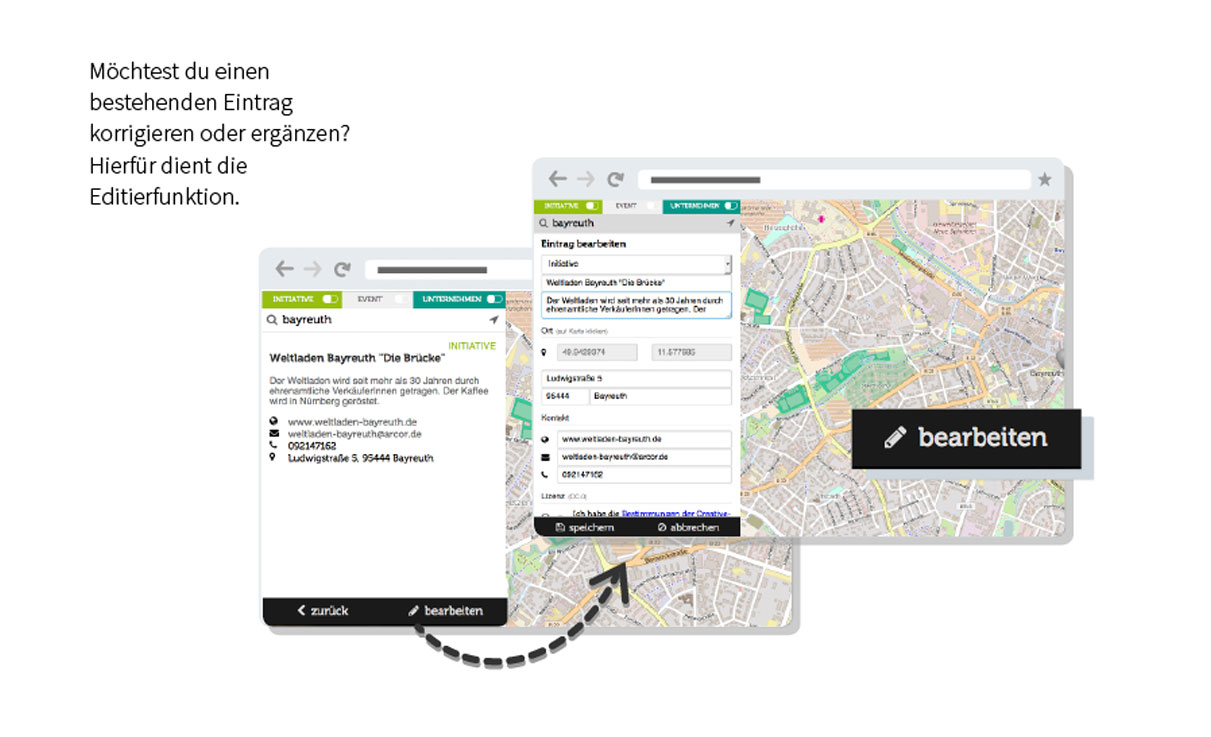 Möchtest du einen
bestehenden Eintrag
korrigieren oder ergänzen?
Hierfür dient die
Editierfunktion.
INITIATIVE EVENT UNTERNEHMEN
bayreuth
INITIATIVE
Weltladen Bayreuth "Die Brücke"
Der Weltladen wird seit mehr als 30 Jahren durch
ehrenamtliche VerkäuferInnen getragen. Der Kaffee
wird in Nürnberg geröstet.
www.weltladen-bayreuth.de
weltladen-bayreuth@arcor.de
092147162
Ludwigstraße 5, 95444 Bayreuth
zurück bearbeiten
INITIATIVE EVENT UNTERNEHMEN
bayreuth
Eintrag bearbeiten
Initiative
Weltladen Bayreuth "Die Brücke"
Der Weltladen wird seit mehr als 30 Jahren durch
ehrenamtliche VerkäuferInnen getragen. Der
Ort (auf Karte klicken)
Ludwigstraße 5
95444 Bayreuth
Kontakt
www.weltladen-bayreuth.de
weltladen-bayreuth@arcor.de
092147162
Lizenz (CC-0)
Ich habe die Bestimmungen der Creative-
speichern abbrechen
bearbeiten
Bayreuth